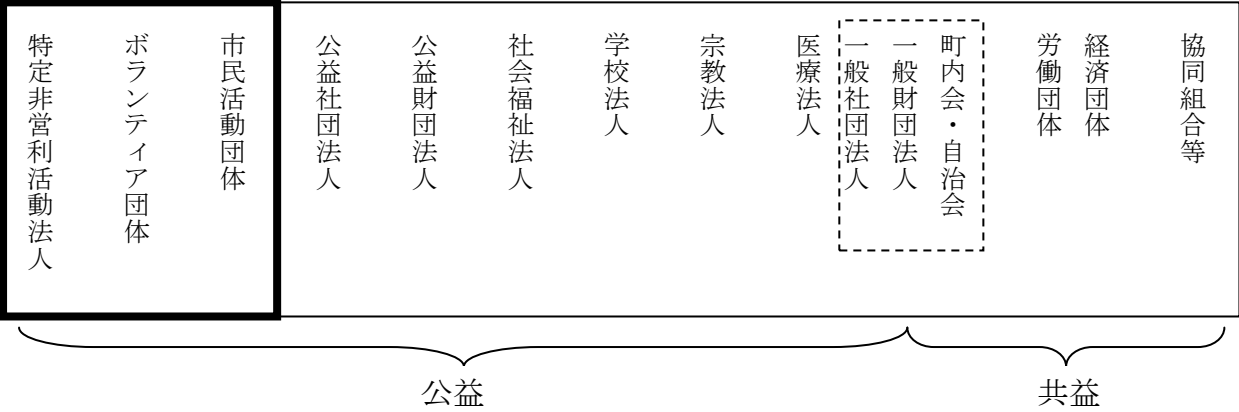 特定非営利活動法人
ボランティア団体
市民活動団体
公益社団法人
公益財団法人
社会福祉法人
学校法人
宗教法人
医療法人
一般社団法人
一般財団法人
町内会・自治会
労働団体
経済団体
協同組合等
公益
共益